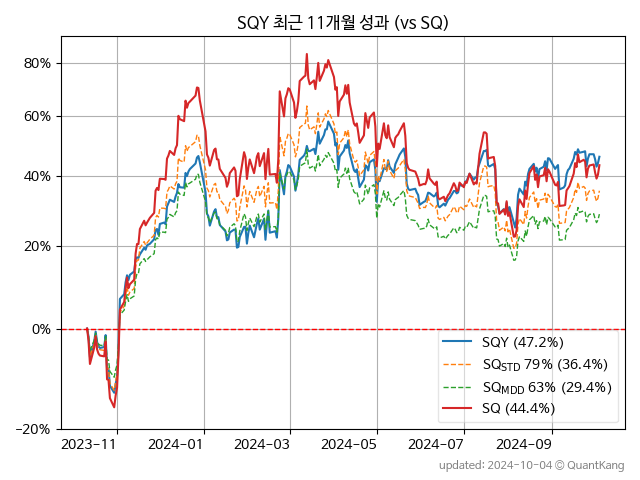 SQY 최근 11개월 성과 (vs SQ)
80%
60%
40%
20%
0%
−20%
2023-11
2024-01
2024-03
2024-05
2024-07
2024-09
SQY (47.2%)
SQSTD 79% (36.4%)
SQMDD 63% (29.4%)
SQ (44.4%)
updated: 2024-10-04 © QuantKang